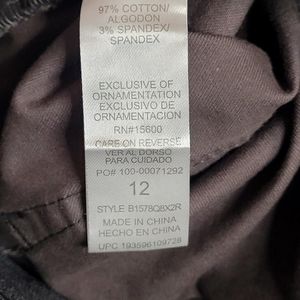 97% COTTON/
ALGODON
3% SPANDEX/
SPANDEX
EXCLUSIVE OF
ORNAMENTATION
EXCLUSIVO DE
ORNAMENTACION
RN#15600
CARE ON REVERSE
VER AL DORSO
PARA CUIDADO
PO# 100-00071292
12
STYLE B1578Q8X2R
MADE IN CHINA
HECHO EN CHINA
UPC 193596109728